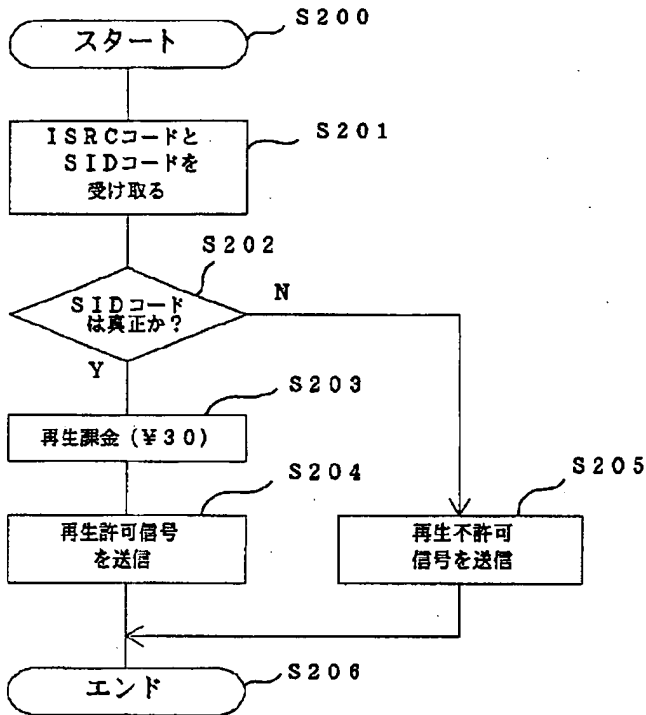 Ｓ２００
スタート
Ｓ２０１
ＩＳＲＣコードと
ＳＩＤコードを
受け取る
Ｓ２０２
ＳＩＤコード
は真正か？
Ｎ
Ｙ
Ｓ２０３
再生課金（￥３０）
Ｓ２０４
再生許可信号
を送信
Ｓ２０５
再生不許可
信号を送信
Ｓ２０６
エンド